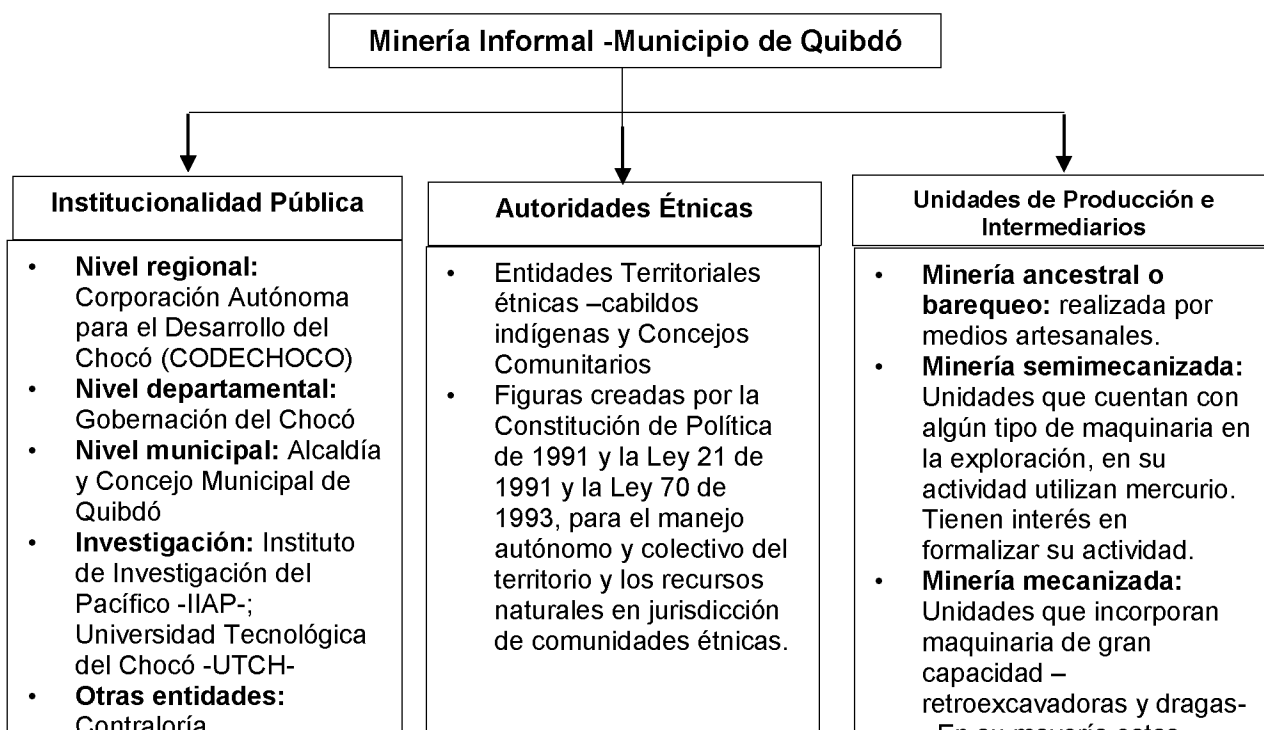 Minería Informal -Municipio de Quibdó
Institucionalidad Pública
• Nivel regional:
Corporación Autónoma
para el Desarrollo del
Chocó (CODECHOCO)
• Nivel departamental:
Gobernación del Chocó
• Nivel municipal: Alcaldía
y Concejo Municipal de
Quibdó
• Investigación: Instituto
de Investigación del
Pacífico -IIAP-;
Universidad Tecnológica
del Chocó -UTCH-
• Otras entidades:
Contraloría
Autoridades Étnicas
• Entidades Territoriales
étnicas –cabildos
indígenas y Concejos
Comunitarios
• Figuras creadas por la
Constitución de Política
de 1991 y la Ley 21 de
1991 y la Ley 70 de
1993, para el manejo
autónomo y colectivo del
territorio y los recursos
naturales en jurisdicción
de comunidades étnicas.
Unidades de Producción e
Intermediarios
• Minería ancestral o
barequeo: realizada por
medios artesanales.
• Minería semimecanizada:
Unidades que cuentan con
algún tipo de maquinaria en
la exploración, en su
actividad utilizan mercurio.
Tienen interés en
formalizar su actividad.
• Minería mecanizada:
Unidades que incorporan
maquinaria de gran
capacidad –
retroexcavadoras y dragas-
En su mayoría estas